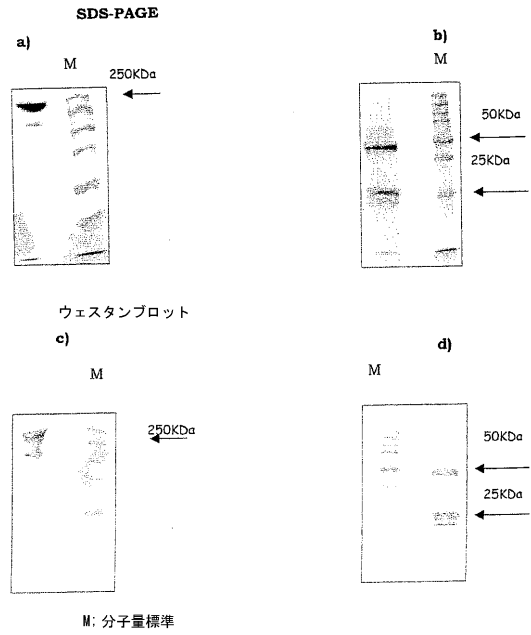 SDS-PAGE
a)
M
250KDa
b)
M
50KDa
25KDa
ウェスタンブロット
c)
M
250KDa
d)
M
50KDa
25KDa
M; 分子量標準